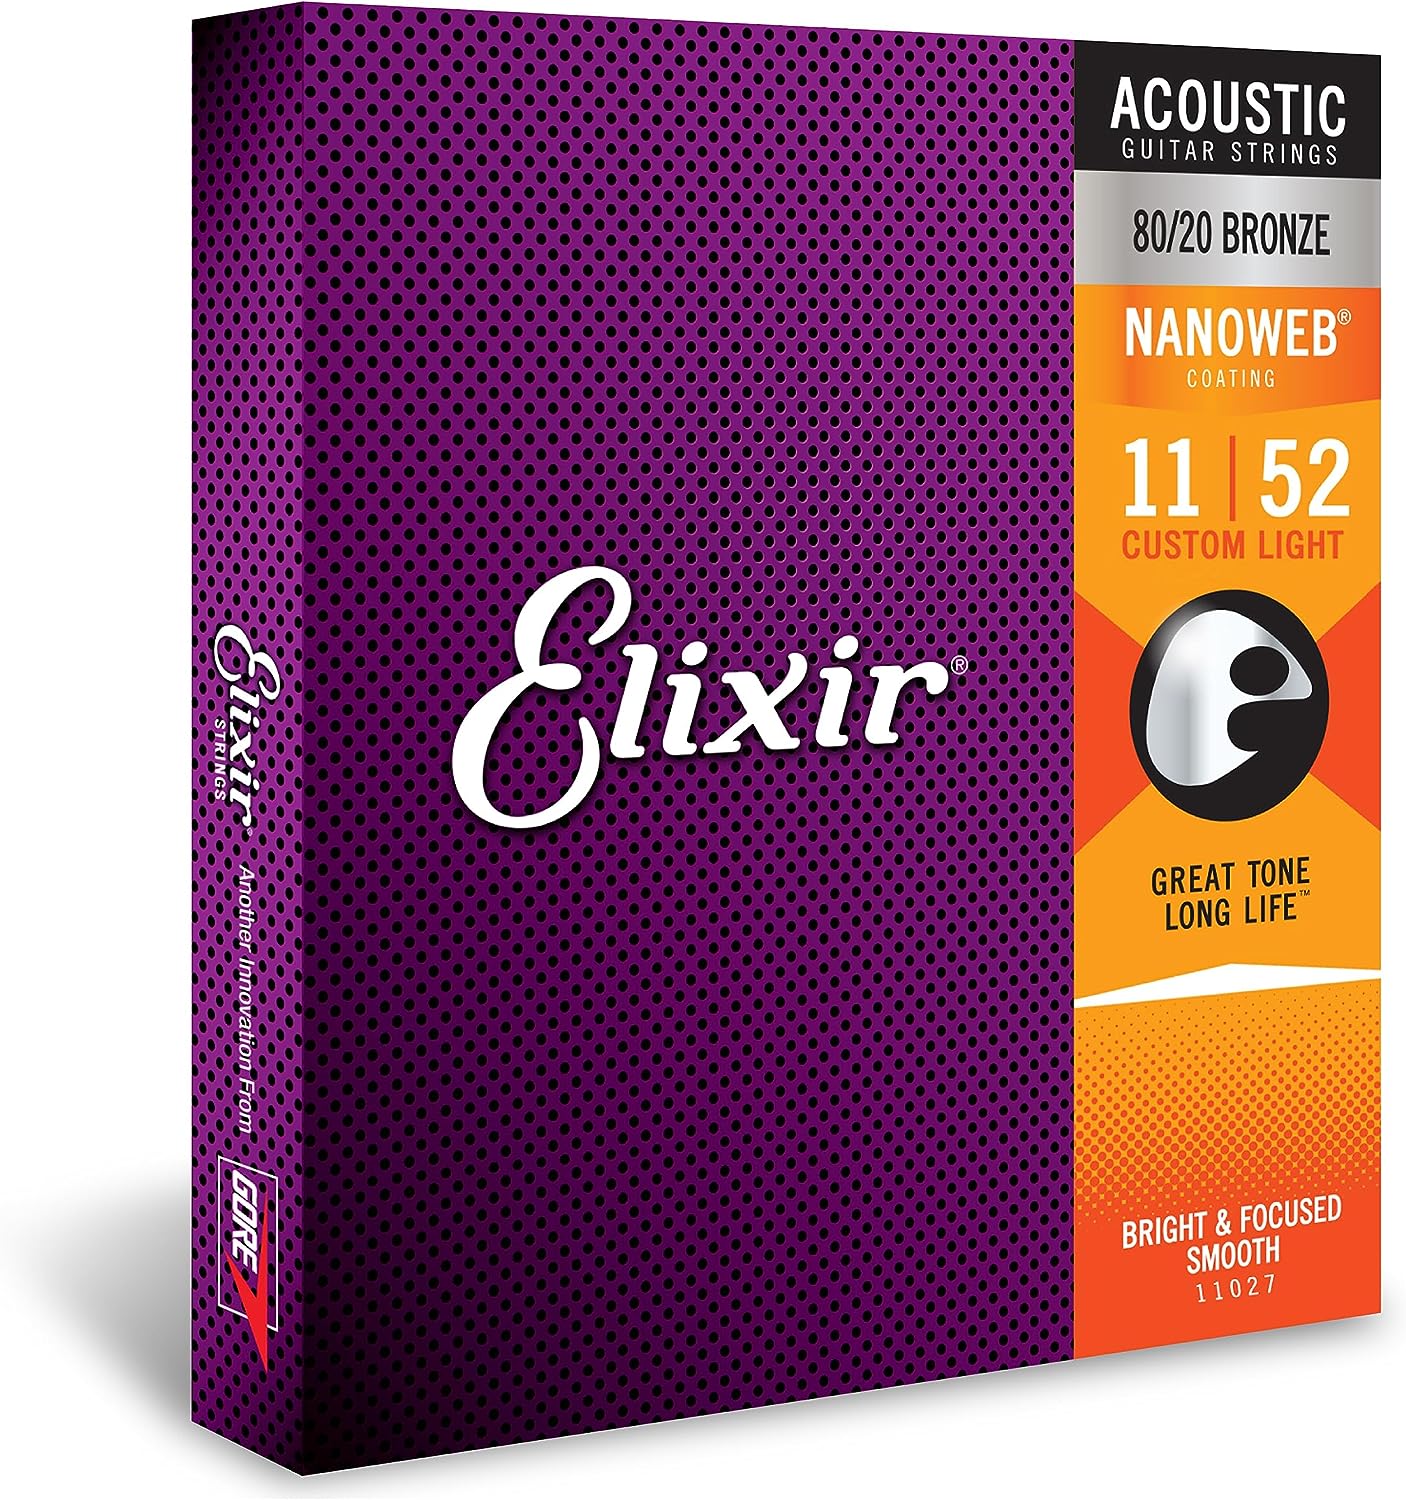 Elixir®
STRINGS
Another Innovation From
GORE
Elixir®
ACOUSTIC
GUITAR STRINGS
80/20 BRONZE
NANOWEB®
COATING
11 | 52
CUSTOM LIGHT
GREAT TONE
LONG LIFE™
BRIGHT & FOCUSED
SMOOTH
11027